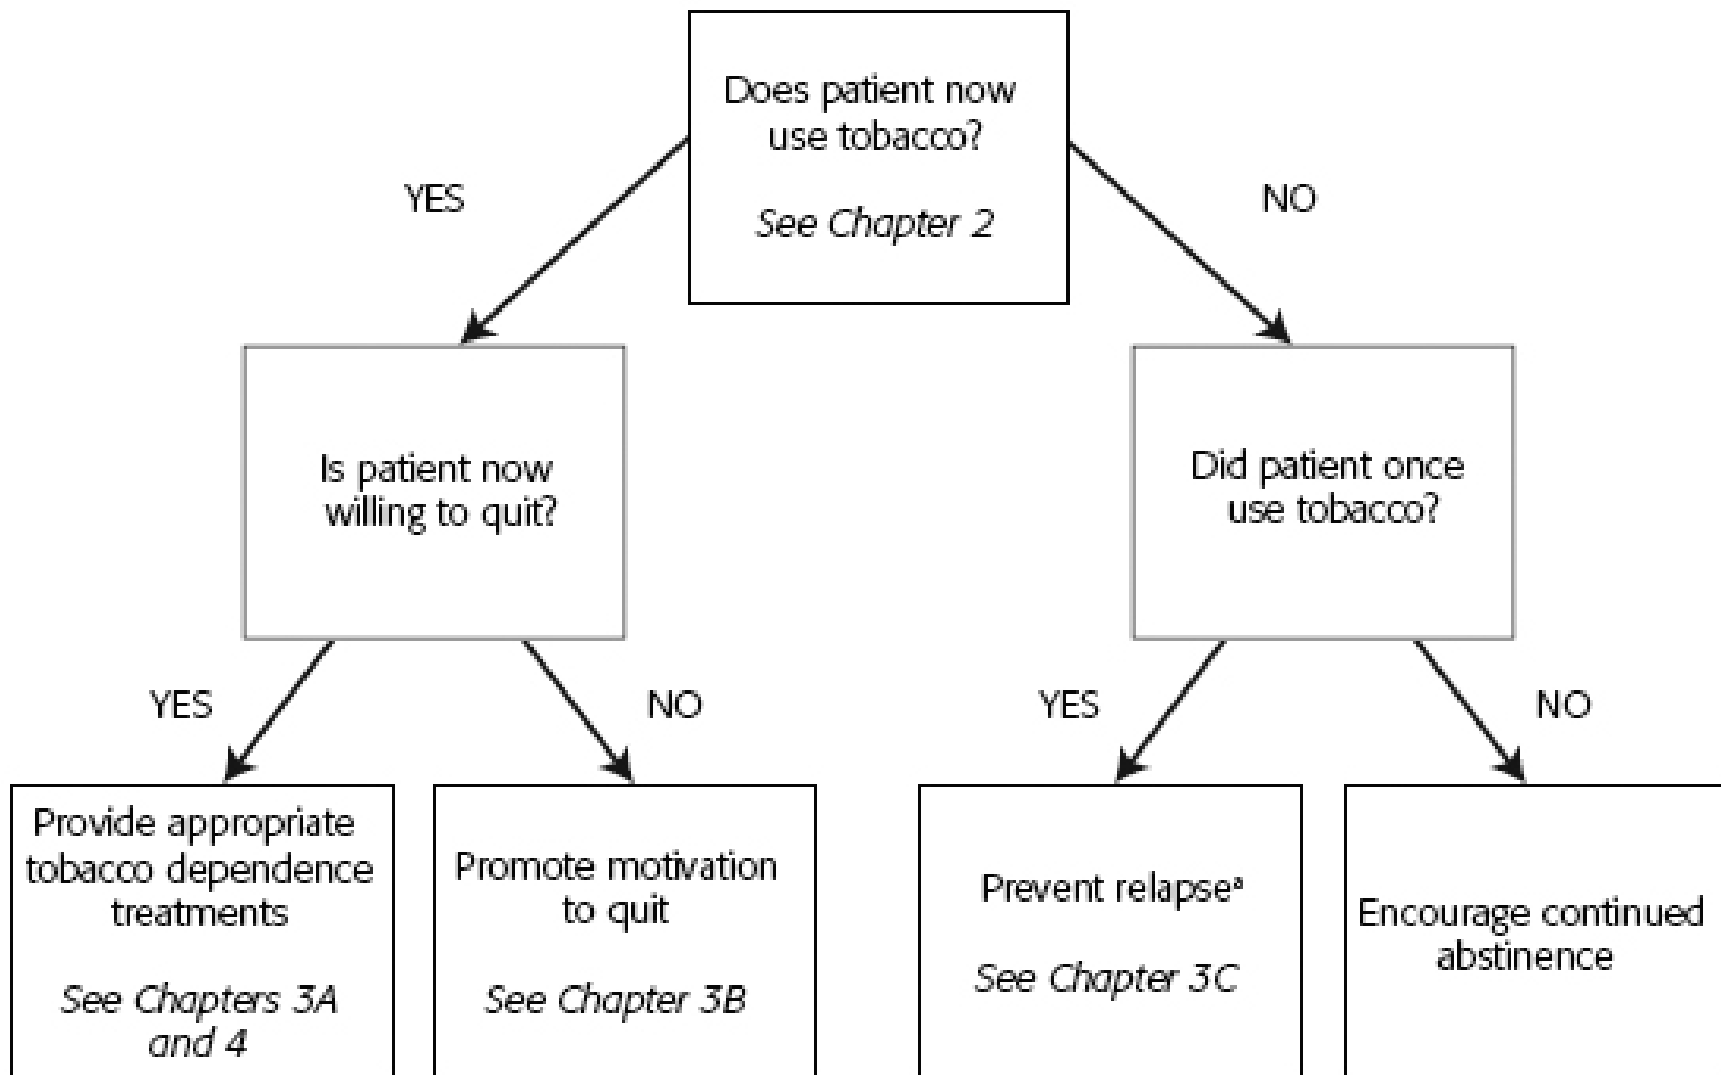 Does patient now
use tobacco?
See Chapter 2
YES
NO
Is patient now
willing to quit?
Did patient once
use tobacco?
YES
NO
YES
NO
Provide appropriate
tobacco dependence
treatments
See Chapters 3A
and 4
Promote motivation
to quit
See Chapter 3B
Prevent relapseᵃ
See Chapter 3C
Encourage continued
abstinence